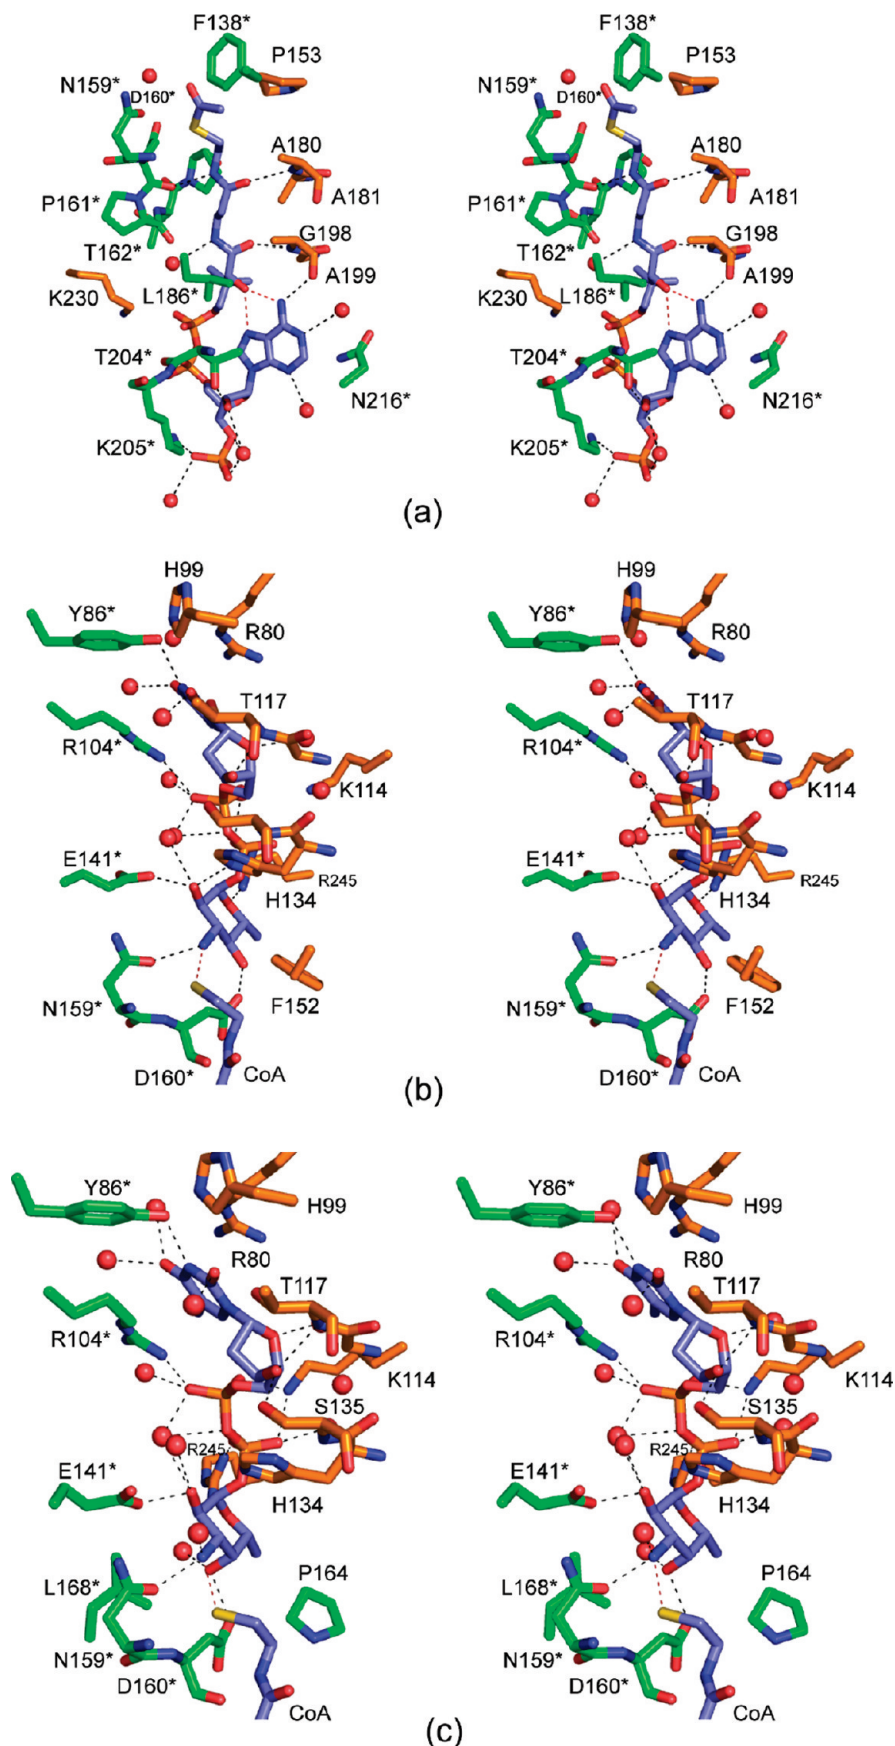 F138* F138*
P153 P153
N159* D160* N159* D160*
A180 A180
P161* A181 P161* A181
T162* G198 T162* G198
K230 L186* A199 K230 L186* A199
T204* T204*
N216* N216*
K205* K205*
(a)
H99 H99
Y86* R80 Y86* R80
T117 T117
R104* R104*
K114 K114
E141* R245 E141* R245
H134 H134
N159* F152 N159* F152
D160* CoA D160* CoA
(b)
Y86* H99 Y86* H99
R80 R80
T117 T117
R104* R104*
K114 K114
S135 S135
R245 R245
E141* H134 E141* H134
L168* P164 L168* P164
N159* N159*
D160* D160*
CoA CoA
(c)